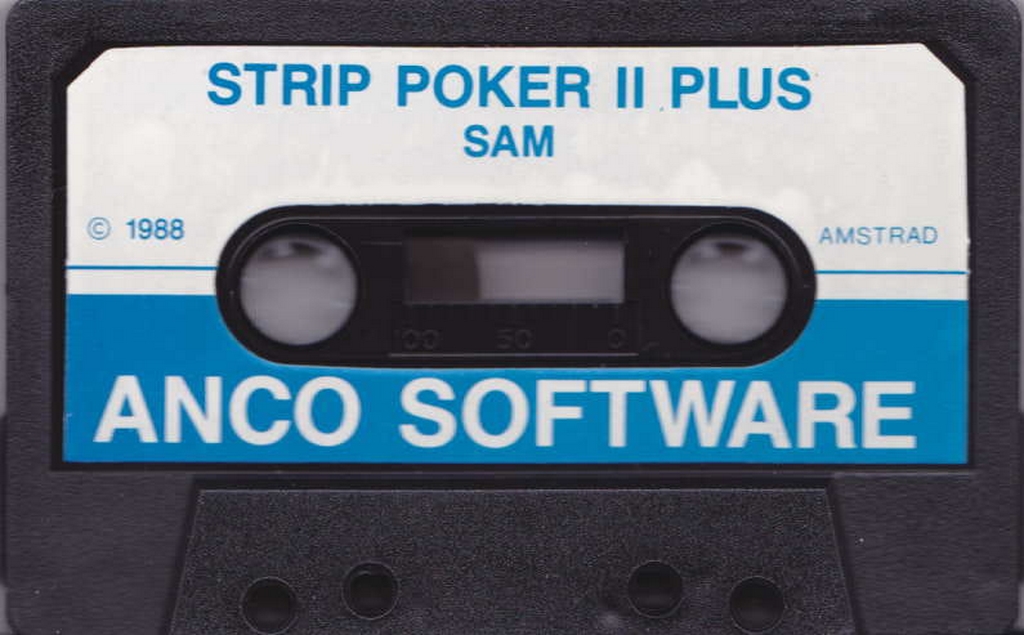 STRIP POKER II PLUS
SAM
© 1988
AMSTRAD
100 50 0
ANCO SOFTWARE